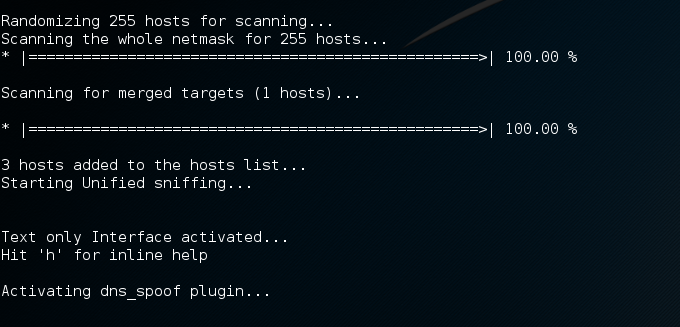 Randomizing 255 hosts for scanning...
Scanning the whole netmask for 255 hosts...
* |==================================================>| 100.00 %
Scanning for merged targets (1 hosts)...
* |==================================================>| 100.00 %
3 hosts added to the hosts list...
Starting Unified sniffing...
Text only Interface activated...
Hit 'h' for inline help
Activating dns_spoof plugin...